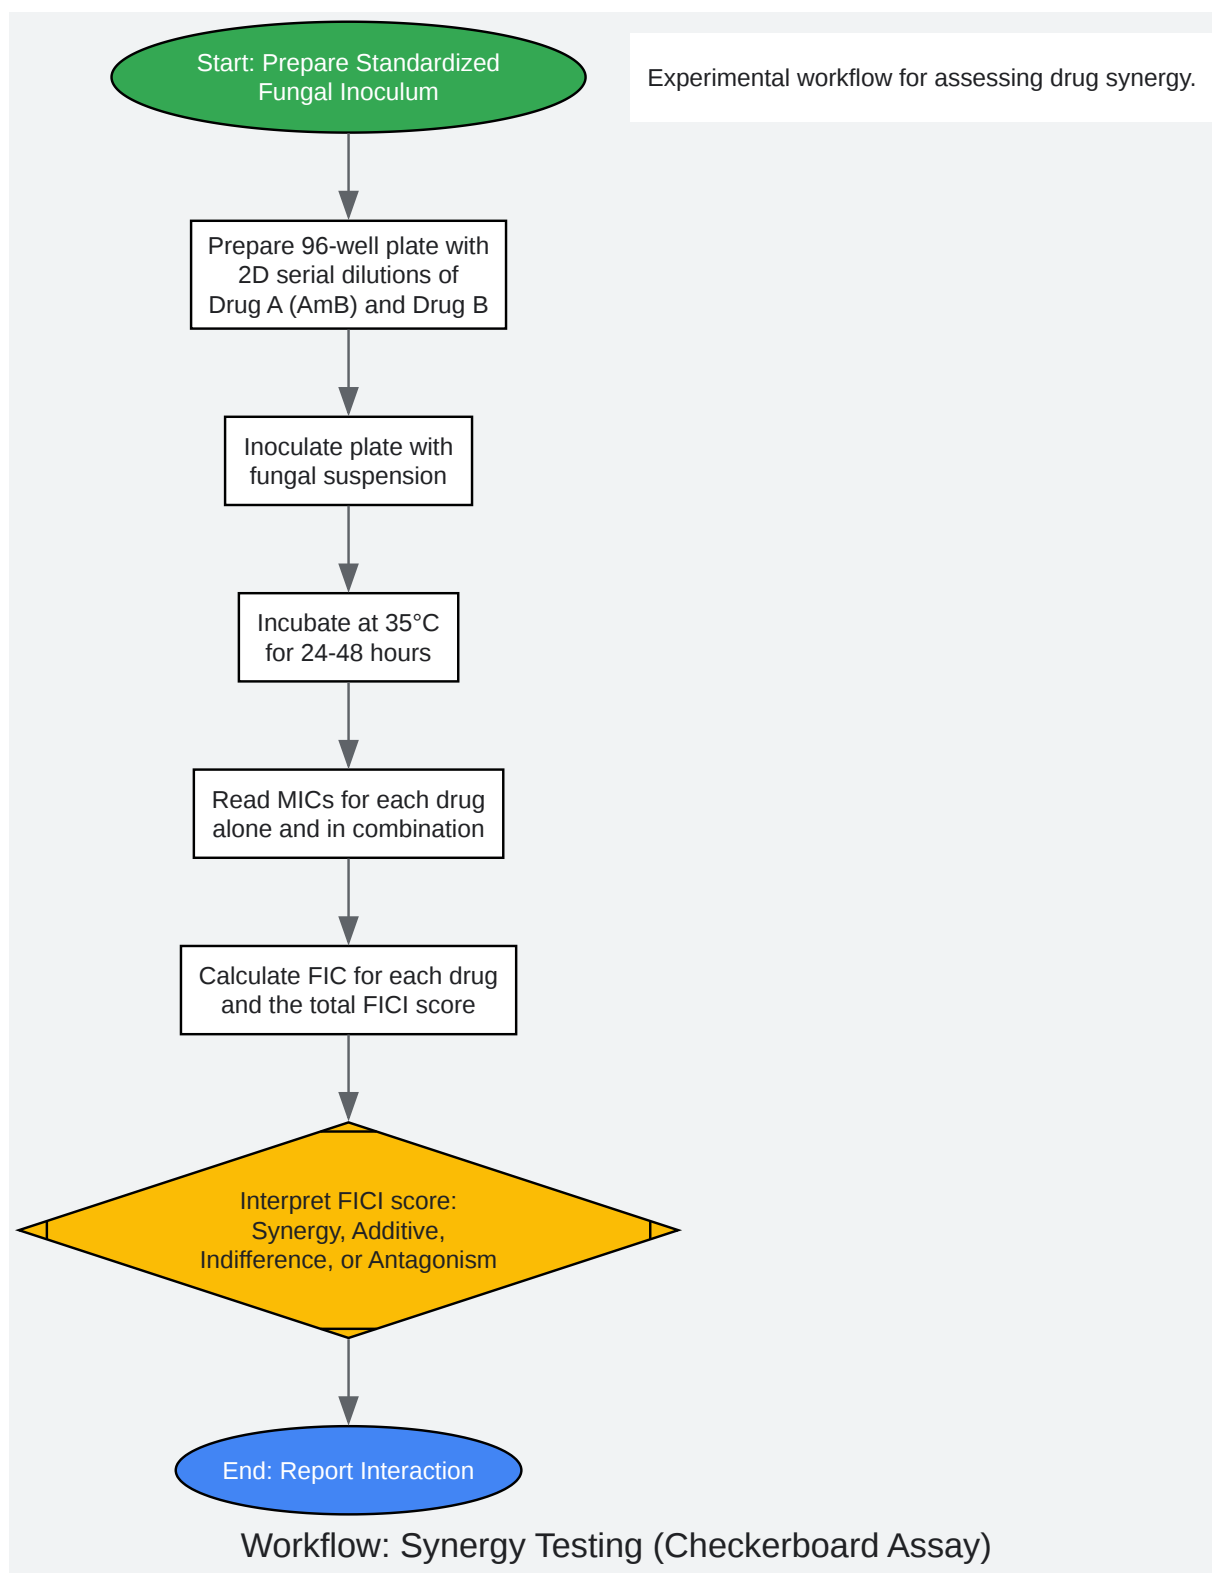 Start: Prepare Standardized
Fungal Inoculum
Experimental workflow for assessing drug synergy.
Prepare 96-well plate with
2D serial dilutions of
Drug A (AmB) and Drug B
Inoculate plate with
fungal suspension
Incubate at 35°C
for 24-48 hours
Read MICs for each drug
alone and in combination
Calculate FIC for each drug
and the total FICI score
Interpret FICI score:
Synergy, Additive,
Indifference, or Antagonism
End: Report Interaction
Workflow: Synergy Testing (Checkerboard Assay)